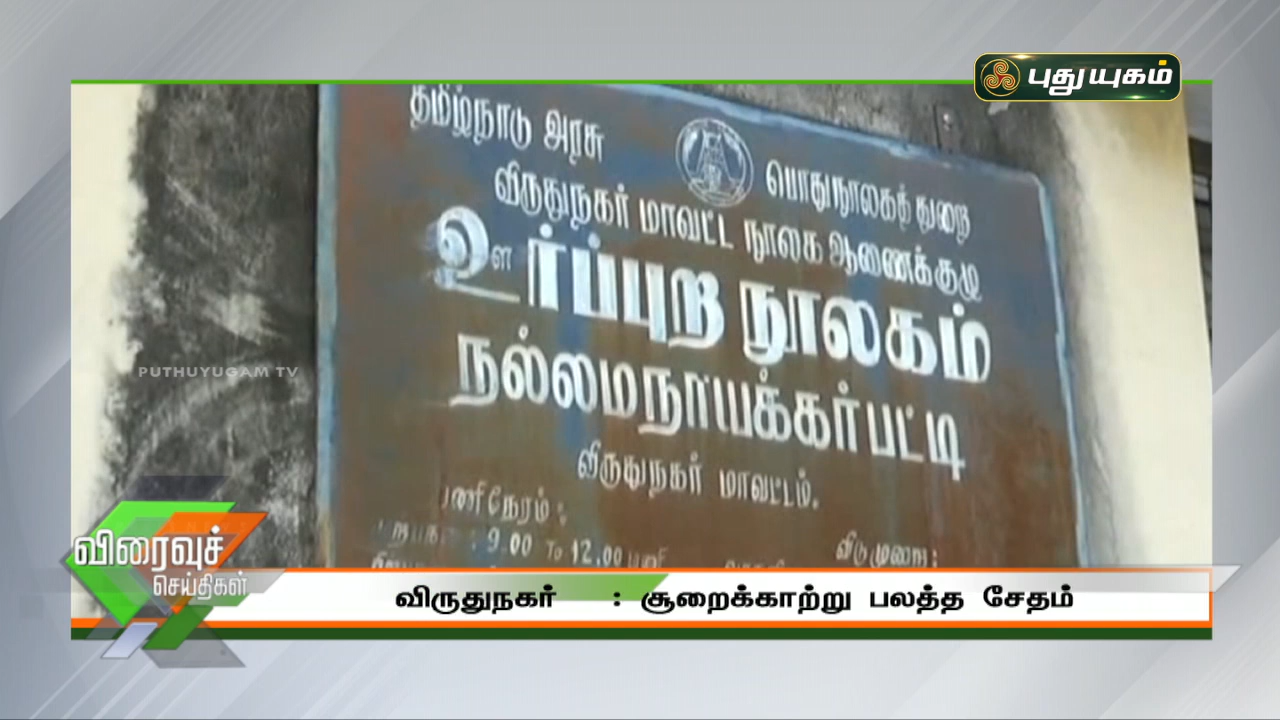 புதுயுகம்
தமிழ்நாடு அரசு பொதுநூலகத் துறை
விருதுநகர் மாவட்ட நூலக ஆணைக்குழு
ஊர்ப்புற நூலகம்
நல்லமநாயக்கர்பட்டி
விருதுநகர் மாவட்டம்.
PUTHUYUGAM TV
பணிநேரம் :
: 9.00 To 12.00 விடுமுறை :
விரைவுச்
செய்திகள்
விருதுநகர் : சூறைக்காற்று பலத்த சேதம்